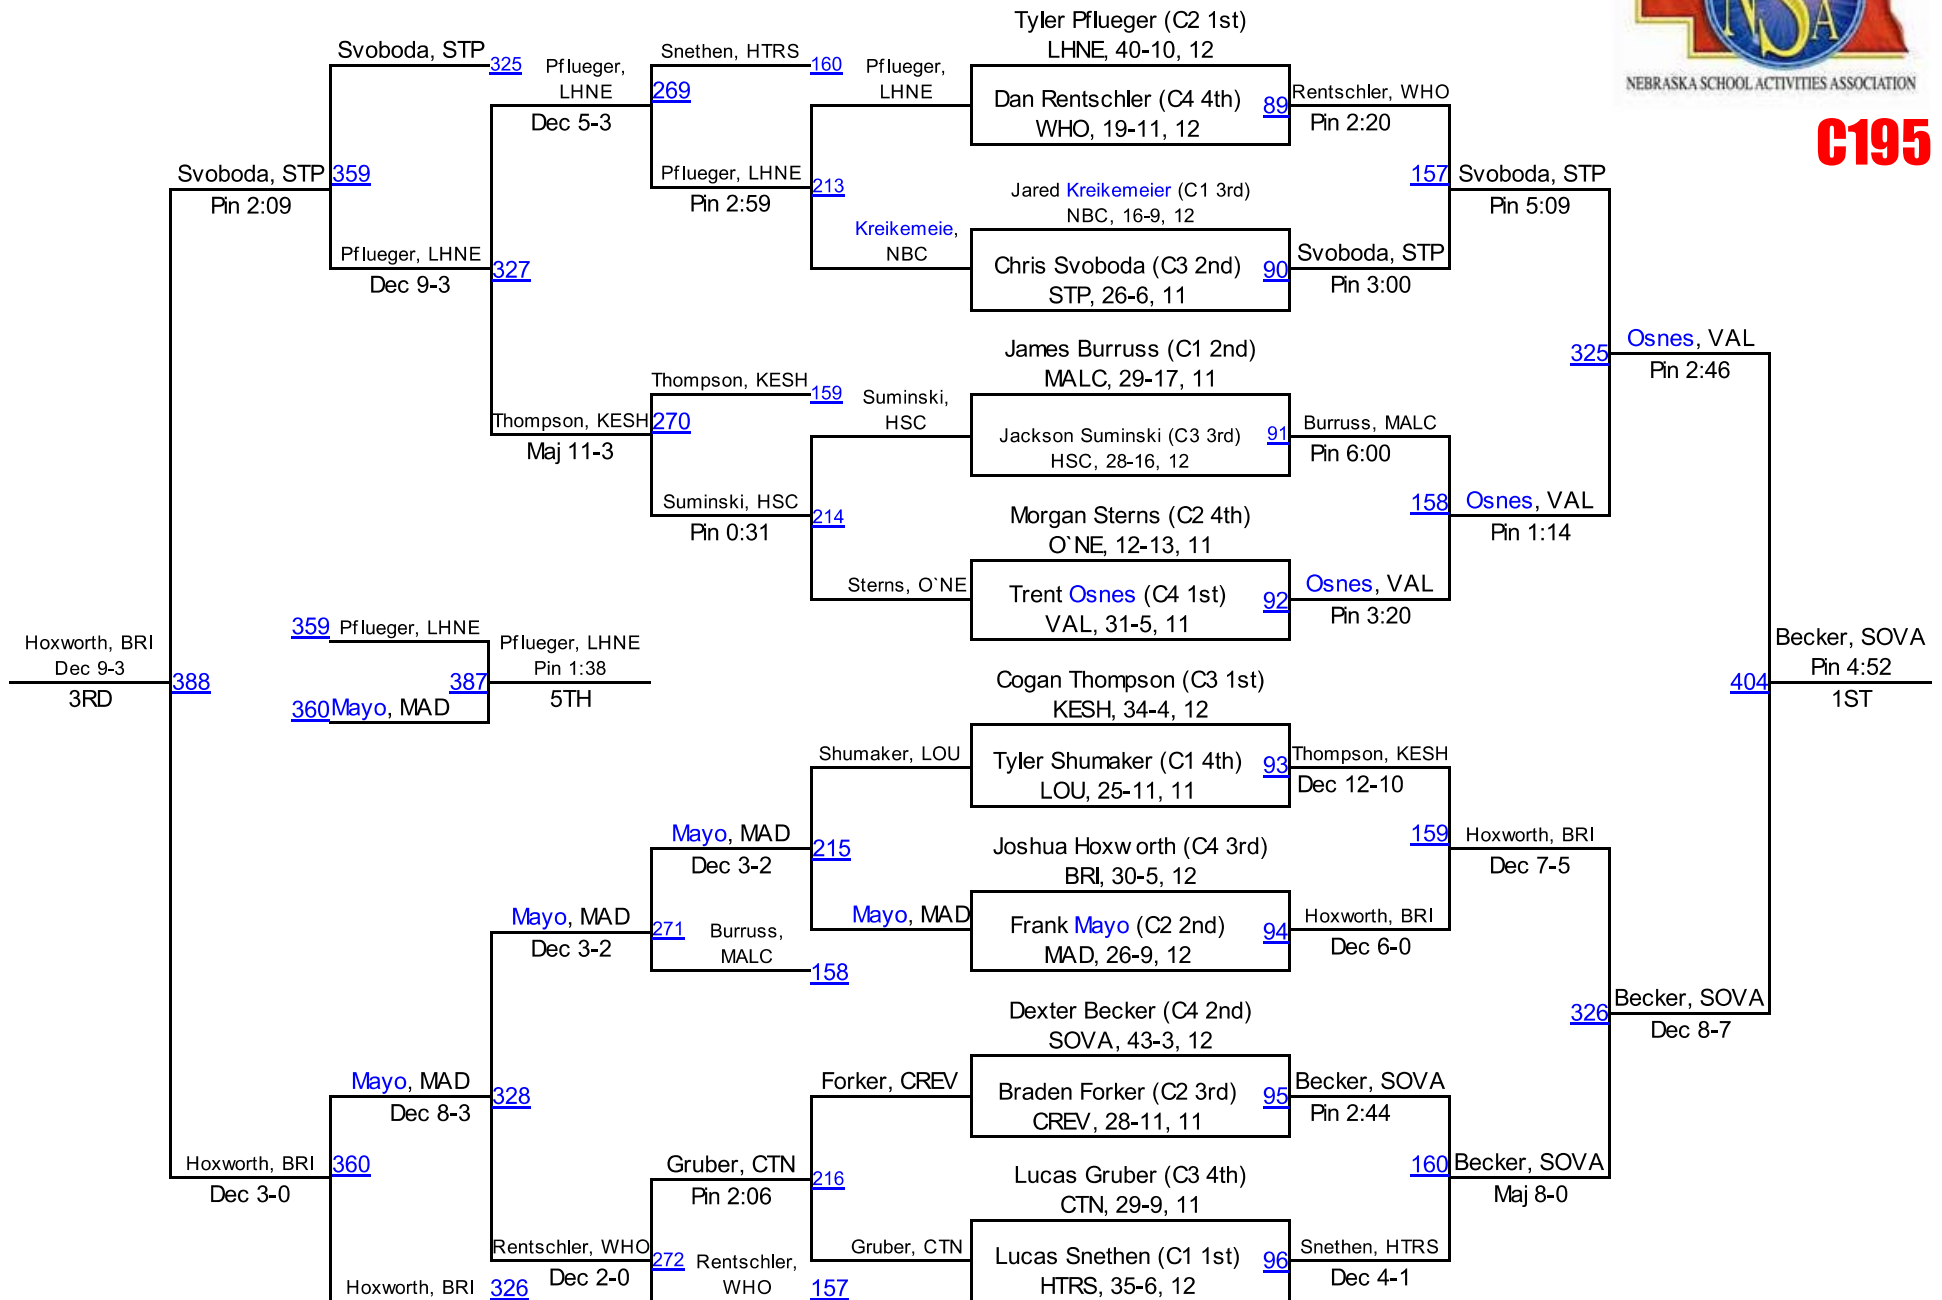 NSA
NEBRASKA SCHOOL ACTIVITIES ASSOCIATION
C195
Svoboda, STP
325
Pflueger,
LHNE
Dec 5-3
Svoboda, STP
359
Pin 2:09
Pflueger, LHNE
327
Dec 9-3
Snethen, HTRS
160
269
Pflueger, LHNE
213
Pin 2:59
Pflueger,
LHNE
Kreikemeie,
NBC
Thompson, KESH
159
Thompson, KESH
270
Maj 11-3
Suminski, HSC
214
Pin 0:31
Suminski,
HSC
Sterns, O`NE
Hoxworth, BRI
Dec 9-3
3RD
388
359 Pflueger, LHNE
360 Mayo, MAD
387
Pflueger, LHNE
Pin 1:38
5TH
Shumaker, LOU
Mayo, MAD
215
Dec 3-2
Mayo, MAD
Mayo, MAD
271
Dec 3-2
Burruss,
MALC
158
Mayo, MAD
328
Dec 8-3
Forker, CREV
Gruber, CTN
216
Pin 2:06
Gruber, CTN
Hoxworth, BRI
360
Dec 3-0
Rentschler, WHO
272
Dec 2-0
Rentschler,
WHO
157
Hoxworth, BRI
326
Tyler Pflueger (C2 1st)
LHNE, 40-10, 12
Dan Rentschler (C4 4th)
WHO, 19-11, 12
89
Rentschler, WHO
Pin 2:20
Jared Kreikemeier (C1 3rd)
NBC, 16-9, 12
Chris Svoboda (C3 2nd)
STP, 26-6, 11
90
Svoboda, STP
Pin 3:00
157
Svoboda, STP
Pin 5:09
James Burruss (C1 2nd)
MALC, 29-17, 11
Jackson Suminski (C3 3rd)
HSC, 28-16, 12
91
Burruss, MALC
Pin 6:00
Morgan Sterns (C2 4th)
O`NE, 12-13, 11
Trent Osnes (C4 1st)
VAL, 31-5, 11
92
Osnes, VAL
Pin 3:20
158
Osnes, VAL
Pin 1:14
325
Osnes, VAL
Pin 2:46
Cogan Thompson (C3 1st)
KESH, 34-4, 12
Tyler Shumaker (C1 4th)
LOU, 25-11, 11
93
Thompson, KESH
Dec 12-10
Joshua Hoxworth (C4 3rd)
BRI, 30-5, 12
Frank Mayo (C2 2nd)
MAD, 26-9, 12
94
Hoxworth, BRI
Dec 6-0
159
Hoxworth, BRI
Dec 7-5
Dexter Becker (C4 2nd)
SOVA, 43-3, 12
Braden Forker (C2 3rd)
CREV, 28-11, 11
95
Becker, SOVA
Pin 2:44
Lucas Gruber (C3 4th)
CTN, 29-9, 11
Lucas Snethen (C1 1st)
HTRS, 35-6, 12
96
Snethen, HTRS
Dec 4-1
160
Becker, SOVA
Maj 8-0
326
Becker, SOVA
Dec 8-7
404
Becker, SOVA
Pin 4:52
1ST